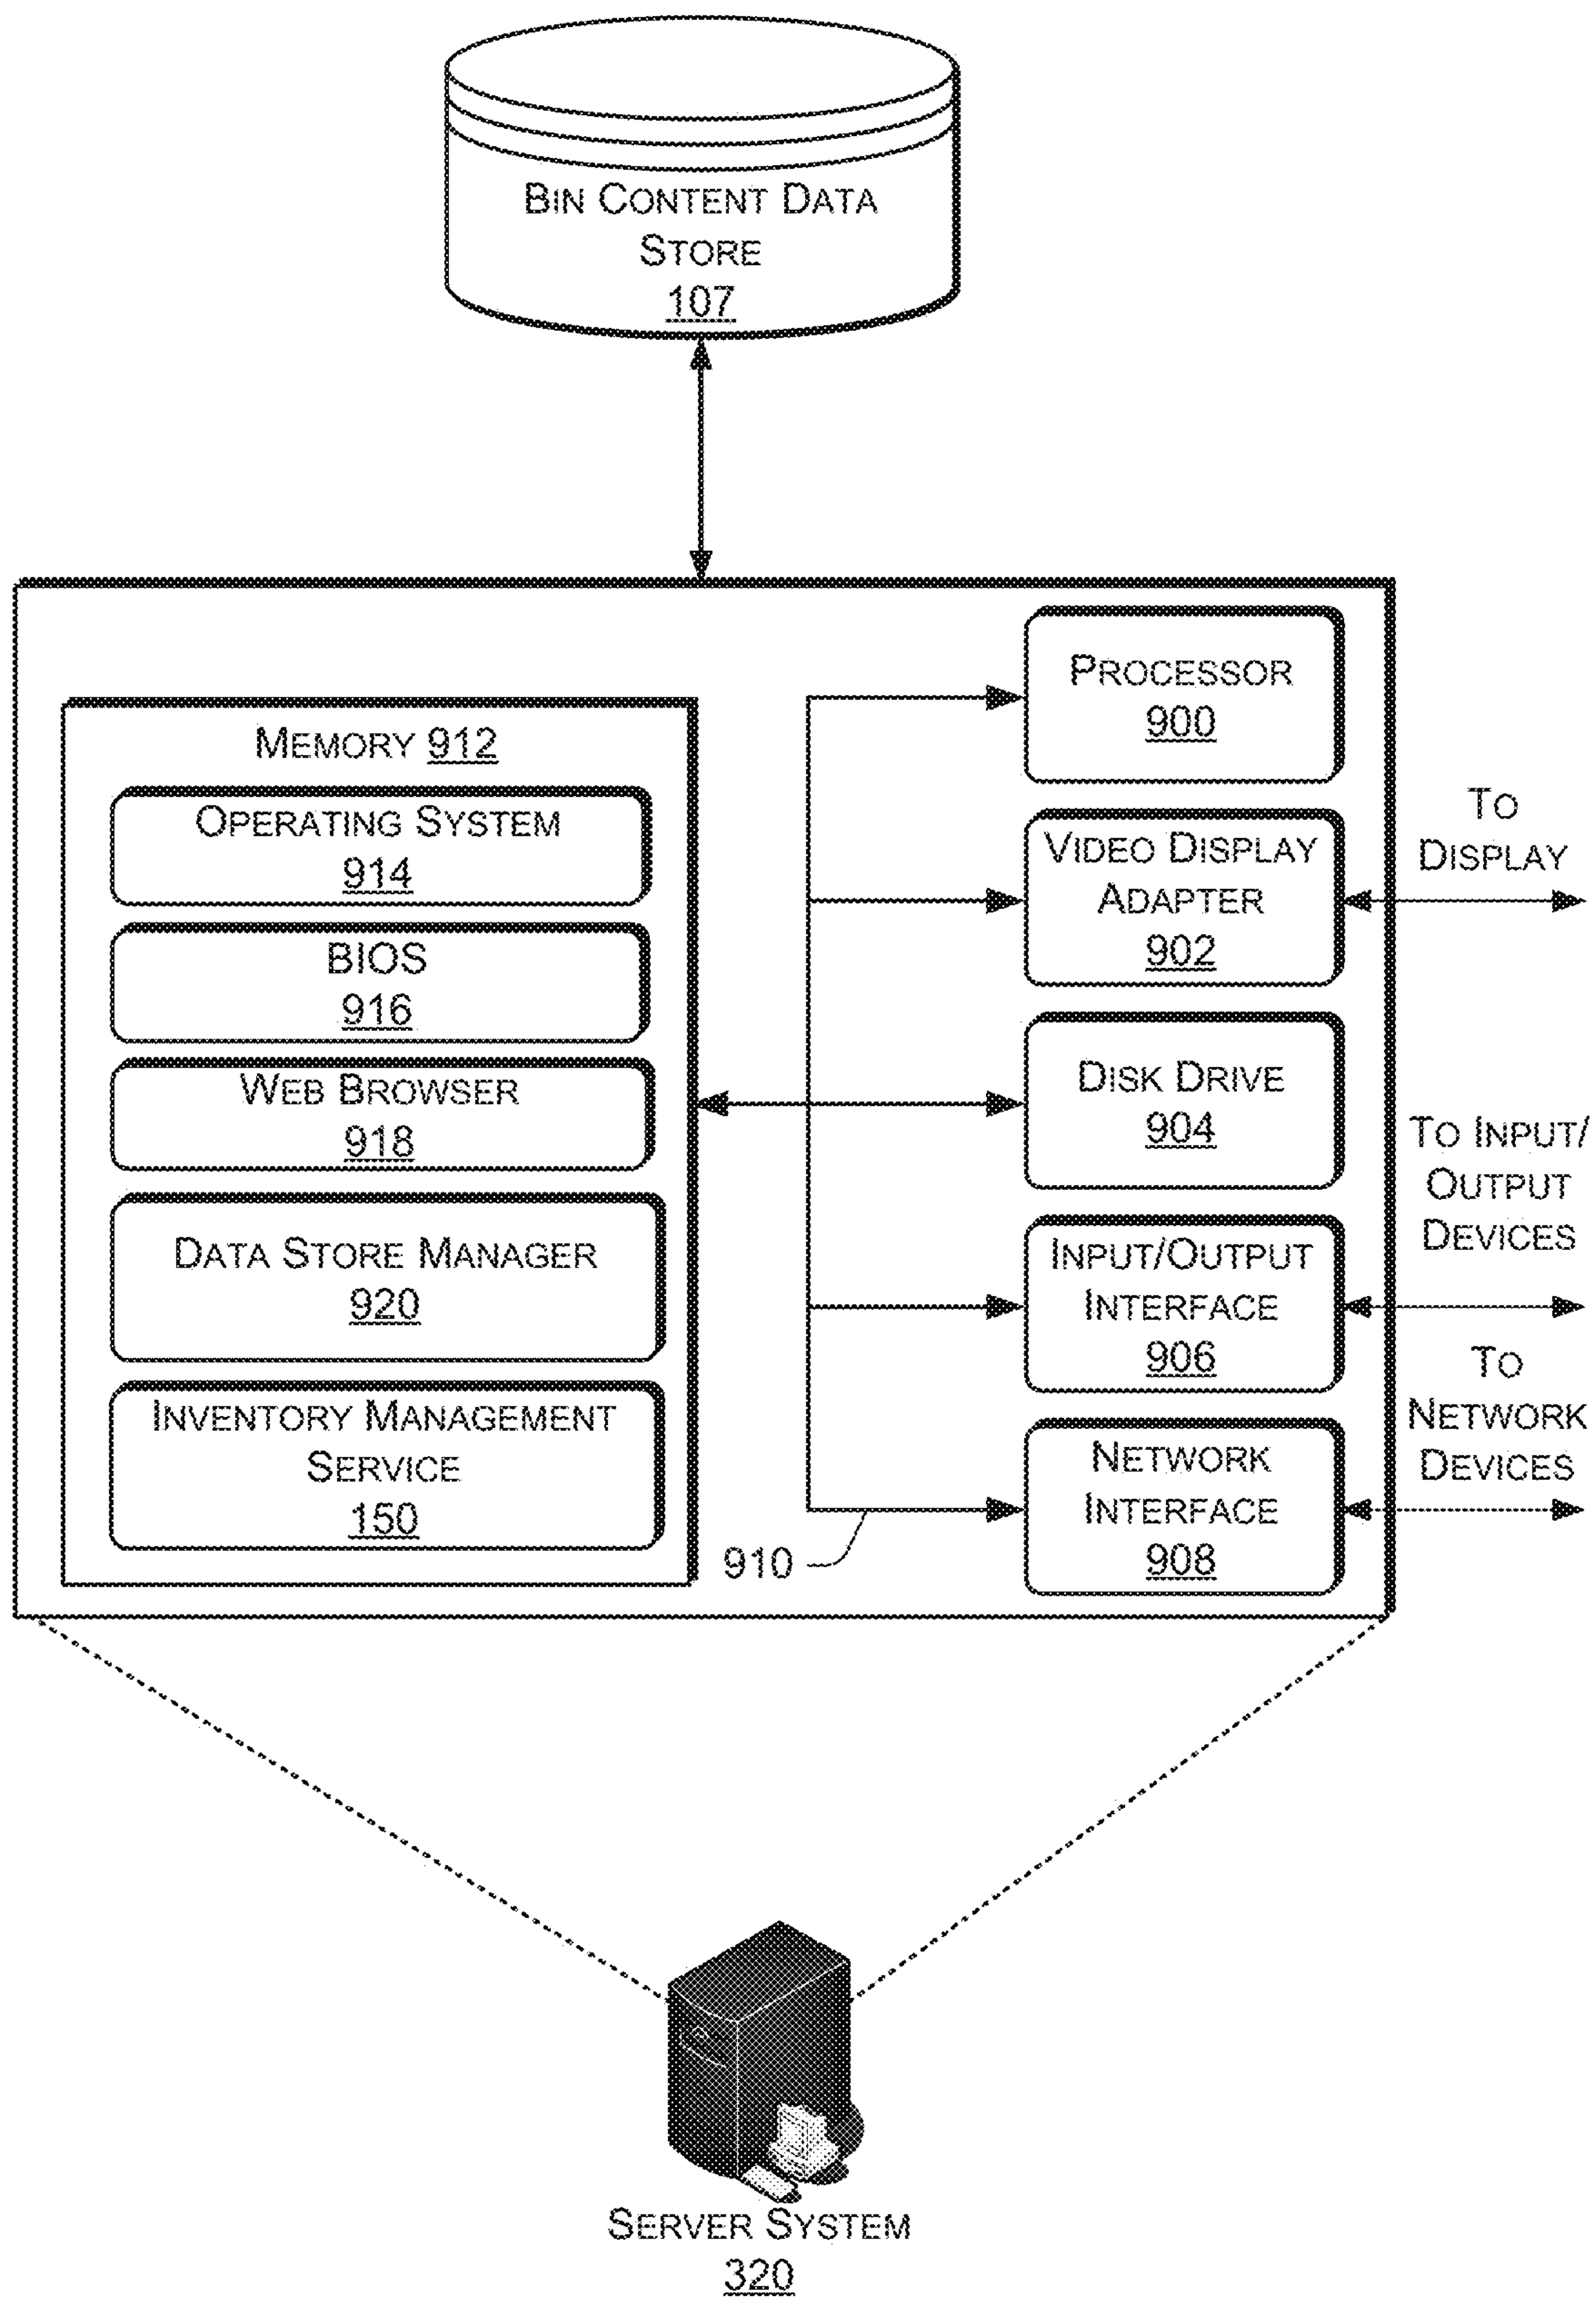 BIN CONTENT DATA
STORE
107
MEMORY 912
OPERATING SYSTEM
914
BIOS
916
WEB BROWSER
918
DATA STORE MANAGER
920
INVENTORY MANAGEMENT
SERVICE
150
PROCESSOR
900
VIDEO DISPLAY
ADAPTER
902
DISK DRIVE
904
INPUT/OUTPUT
INTERFACE
906
NETWORK
INTERFACE
908
910
TO
DISPLAY
TO INPUT/
OUTPUT
DEVICES
TO
NETWORK
DEVICES
SERVER SYSTEM
320